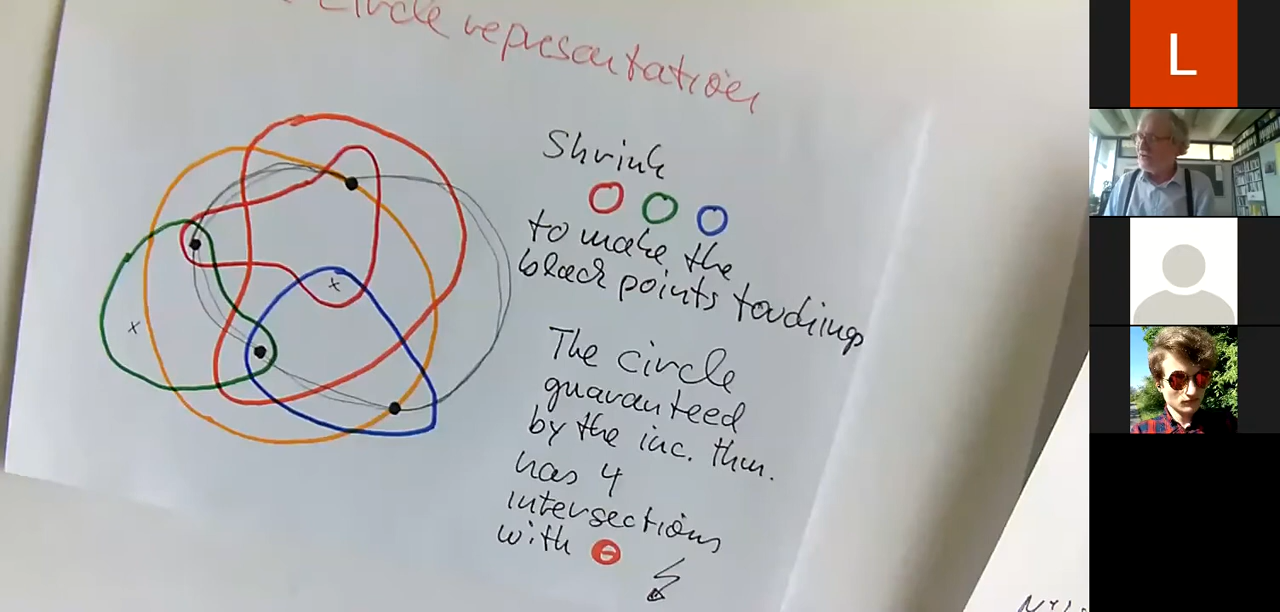 circle representation
Shrink
to make the
black points touching
The circle
guaranteed
by the inc. thm.
has 4
intersections
with
L